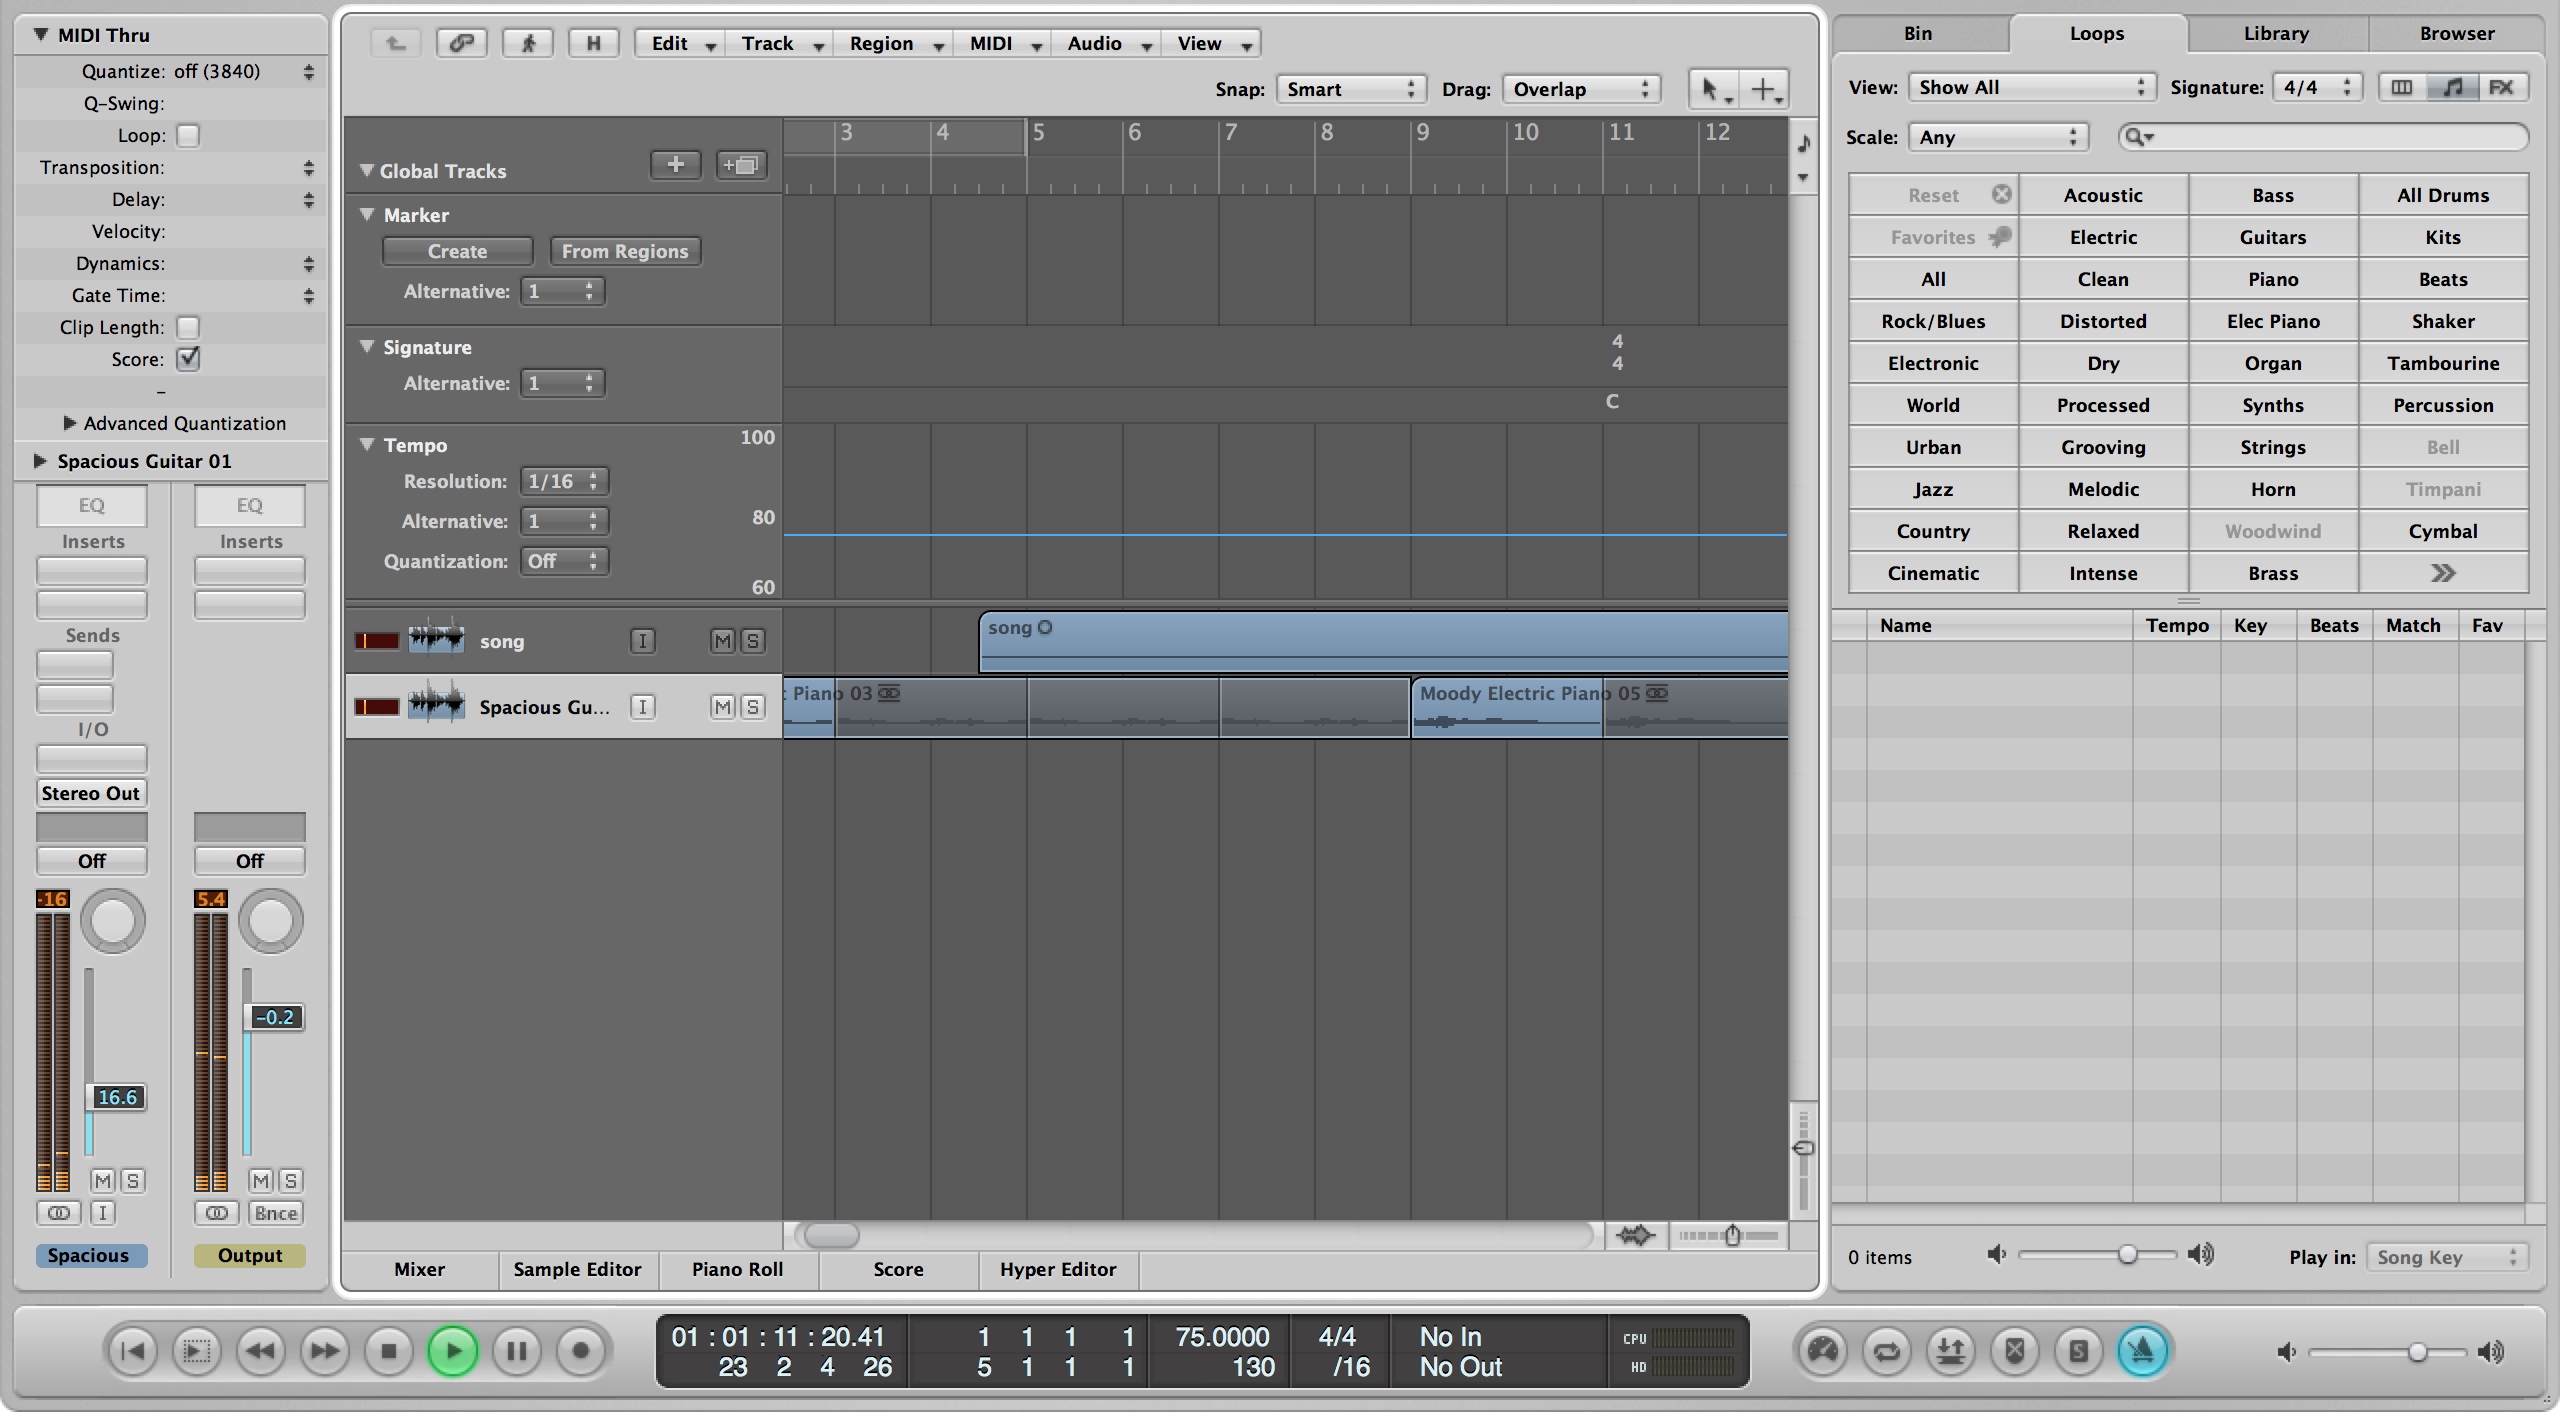 MIDI Thru
Quantize: off (3840)
Q-Swing:
Loop:
Transposition:
Delay:
Velocity:
Dynamics:
Gate Time:
Clip Length:
Score:
–
Advanced Quantization
Spacious Guitar 01
EQ EQ
Inserts Inserts
Sends
I/O
Stereo Out
Off Off
-16 5.4
-0.2
16.6
M S M S
I Bnce
Spacious Output
H Edit Track Region MIDI Audio View
Snap: Smart Drag: Overlap
3 4 5 6 7 8 9 10 11 12
Global Tracks
Marker
Create From Regions
Alternative: 1
Signature
4
4
Alternative: 1
C
Tempo 100
Resolution: 1/16
Alternative: 1 80
Quantization: Off
60
song I M S song
Spacious Gu... I M S : Piano 03 Moody Electric Piano 05
Mixer Sample Editor Piano Roll Score Hyper Editor
Bin Loops Library Browser
View: Show All Signature: 4/4 FX
Scale: Any
Reset Acoustic Bass All Drums
Favorites Electric Guitars Kits
All Clean Piano Beats
Rock/Blues Distorted Elec Piano Shaker
Electronic Dry Organ Tambourine
World Processed Synths Percussion
Urban Grooving Strings Bell
Jazz Melodic Horn Timpani
Country Relaxed Woodwind Cymbal
Cinematic Intense Brass
Name Tempo Key Beats Match Fav
0 items Play in: Song Key
01 : 01 : 11 : 20.41 1 1 1 1 75.0000 4/4 No In CPU
23 2 4 26 5 1 1 1 130 /16 No Out HD
S